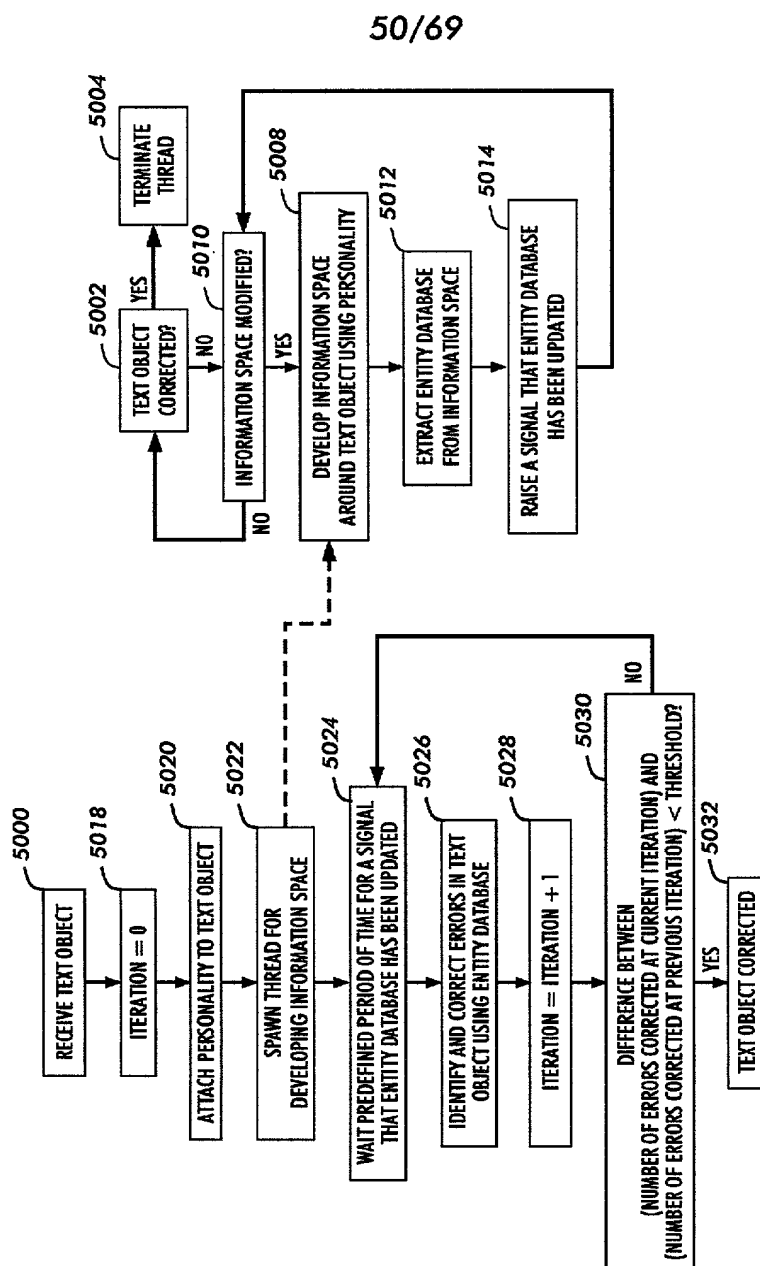 50/69
5000
RECEIVE TEXT OBJECT
5018
ITERATION = 0
5020
ATTACH PERSONALITY TO TEXT OBJECT
5022
SPAWN THREAD FOR
DEVELOPING INFORMATION SPACE
5024
WAIT PREDEFINED PERIOD OF TIME FOR A SIGNAL
THAT ENTITY DATABASE HAS BEEN UPDATED
5026
IDENTIFY AND CORRECT ERRORS IN TEXT
OBJECT USING ENTITY DATABASE
5028
ITERATION = ITERATION + 1
5030
DIFFERENCE BETWEEN
(NUMBER OF ERRORS CORRECTED AT CURRENT ITERATION) AND
(NUMBER OF ERRORS CORRECTED AT PREVIOUS ITERATION) < THRESHOLD?
NO
YES
5032
TEXT OBJECT CORRECTED
5002
TEXT OBJECT
CORRECTED?
YES
5004
TERMINATE
THREAD
NO
5010
INFORMATION SPACE MODIFIED?
NO
YES
5008
DEVELOP INFORMATION SPACE
AROUND TEXT OBJECT USING PERSONALITY
5012
EXTRACT ENTITY DATABASE
FROM INFORMATION SPACE
5014
RAISE A SIGNAL THAT ENTITY DATABASE
HAS BEEN UPDATED